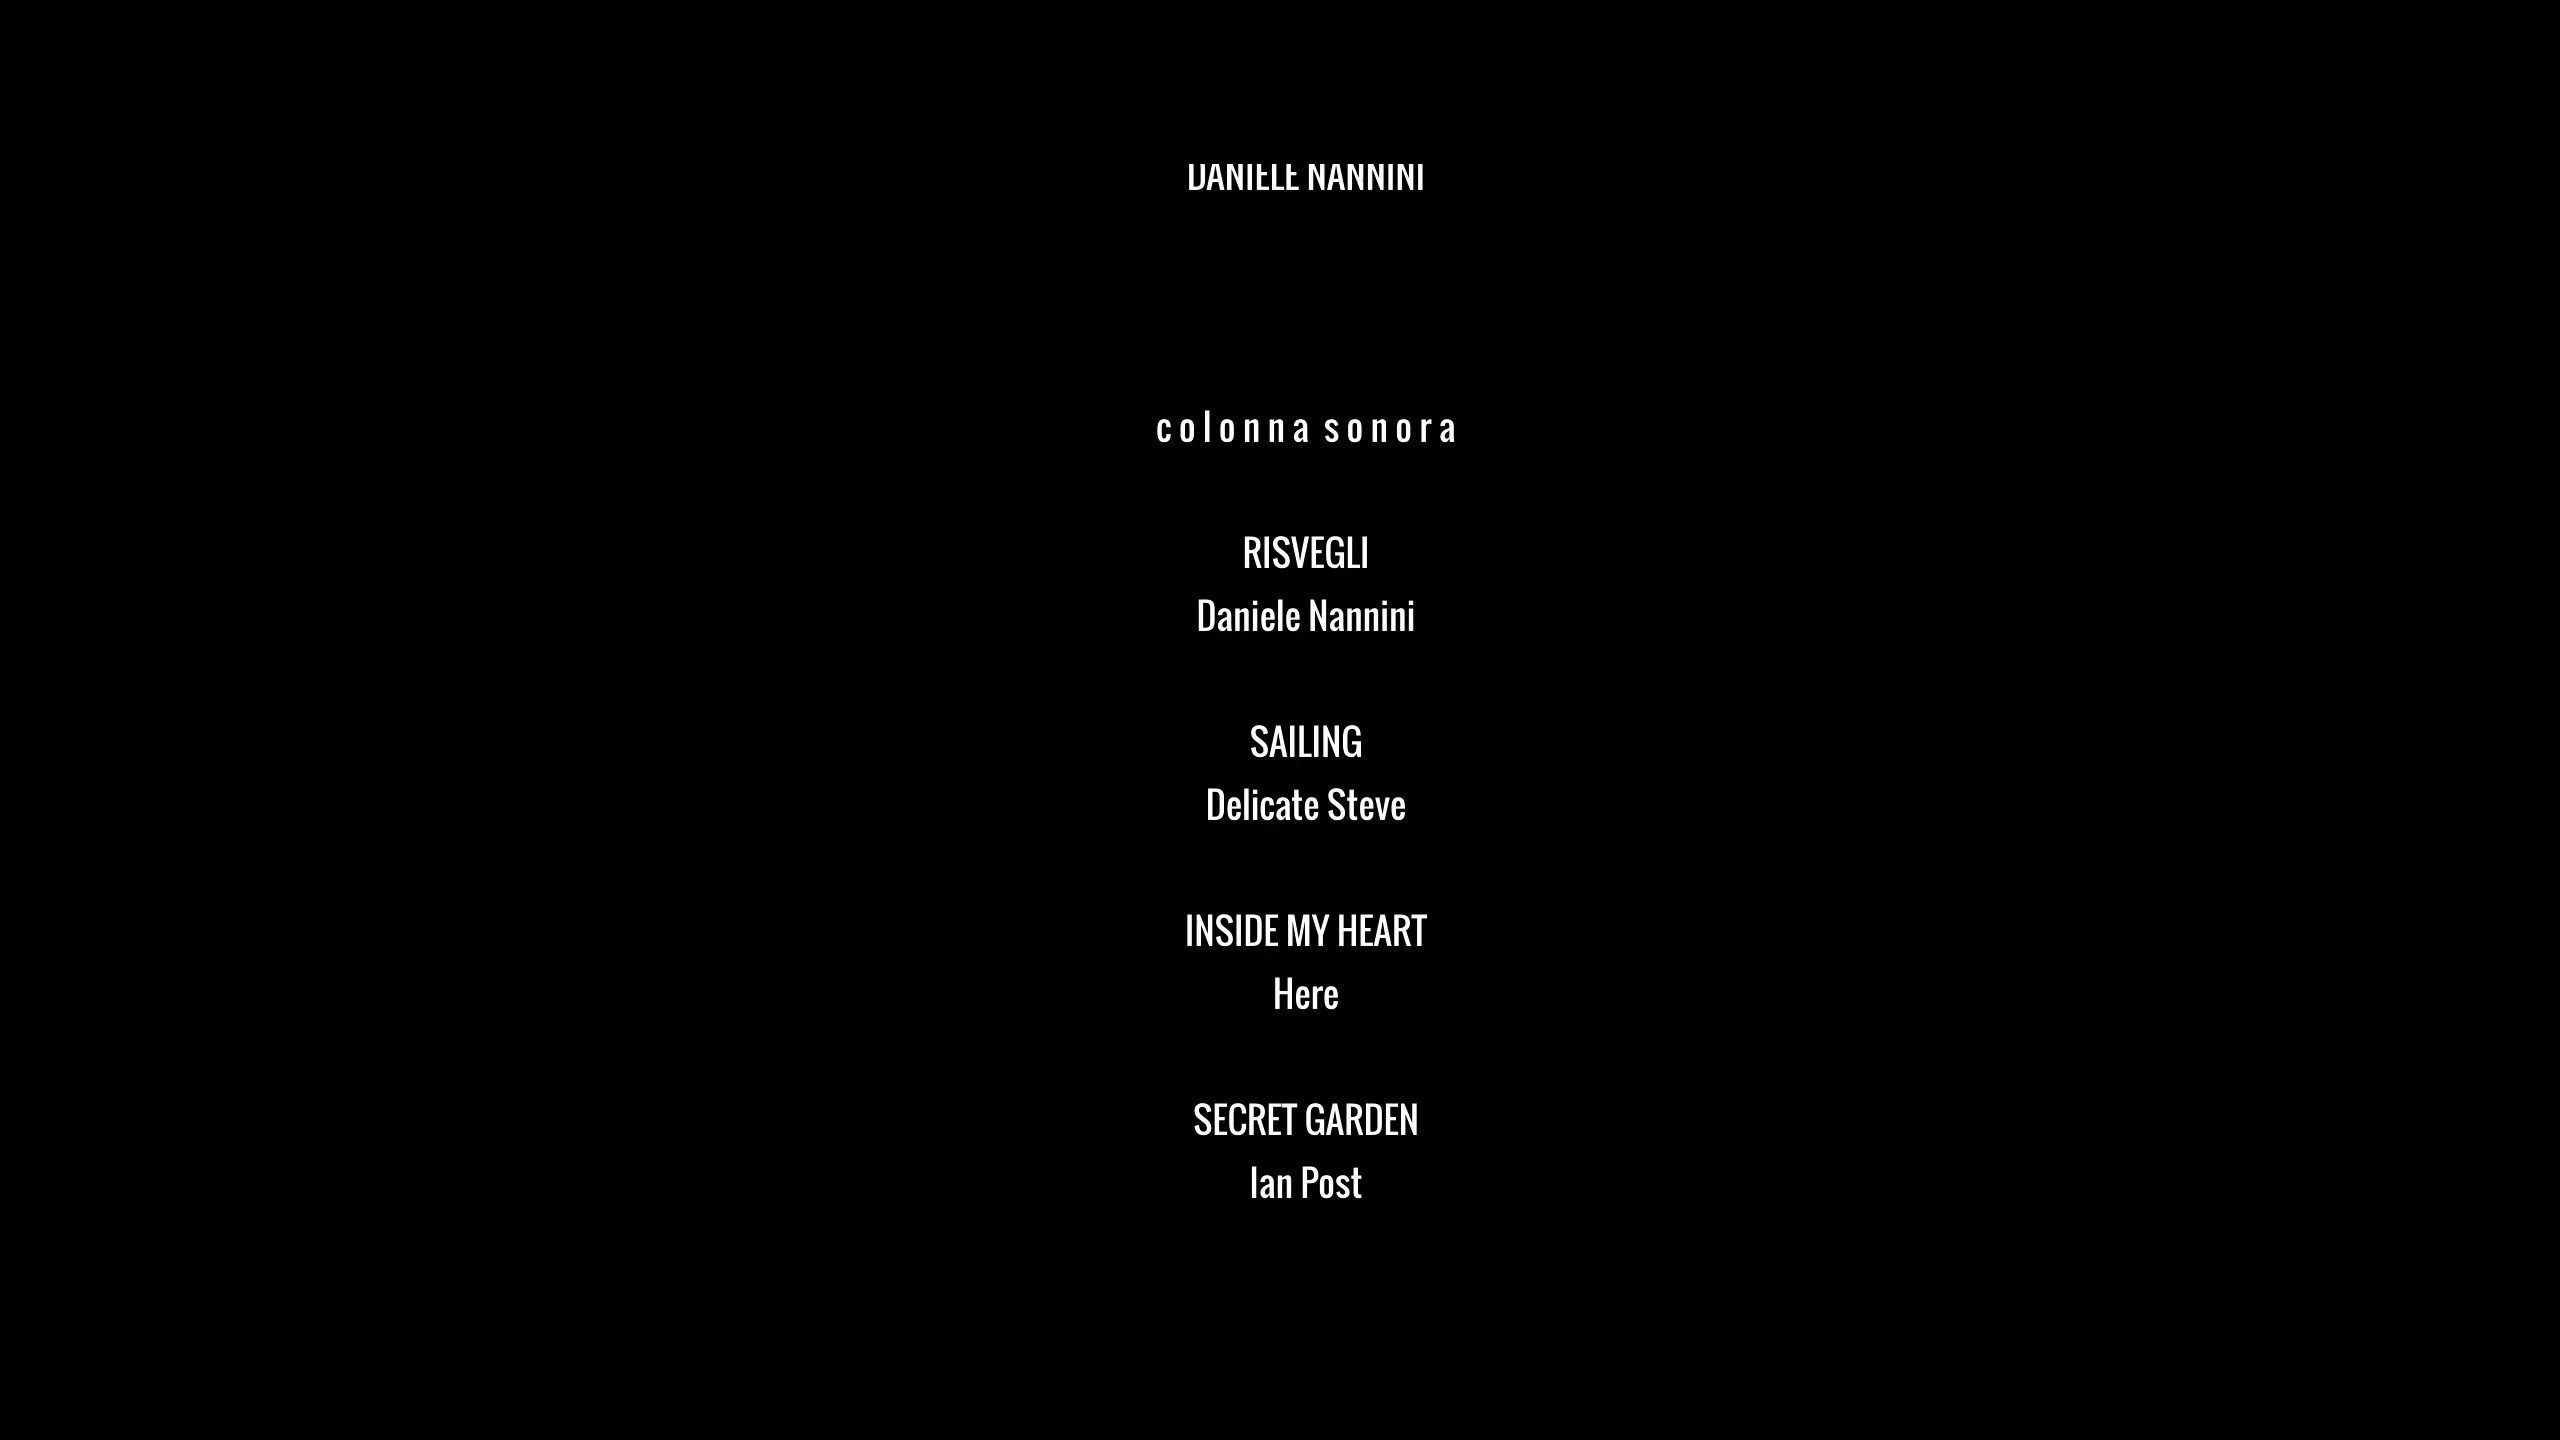 DANIELE NANNINI
colonna sonora
RISVEGLI
Daniele Nannini
SAILING
Delicate Steve
INSIDE MY HEART
Here
SECRET GARDEN
Ian Post